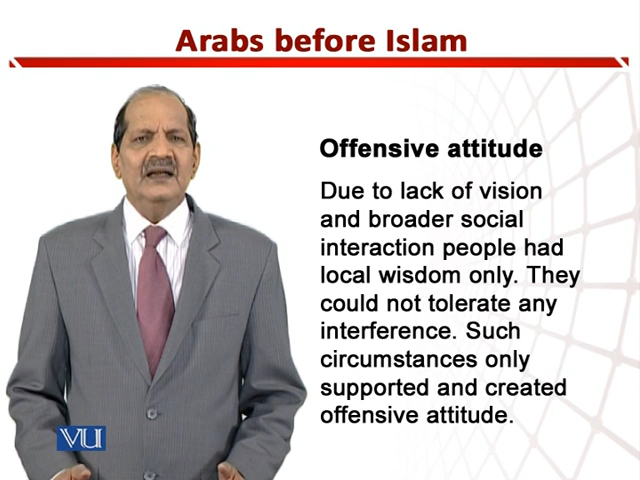 Arabs before Islam
Offensive attitude
Due to lack of vision
and broader social
interaction people had
local wisdom only. They
could not tolerate any
interference. Such
circumstances only
supported and created
offensive attitude.
VU